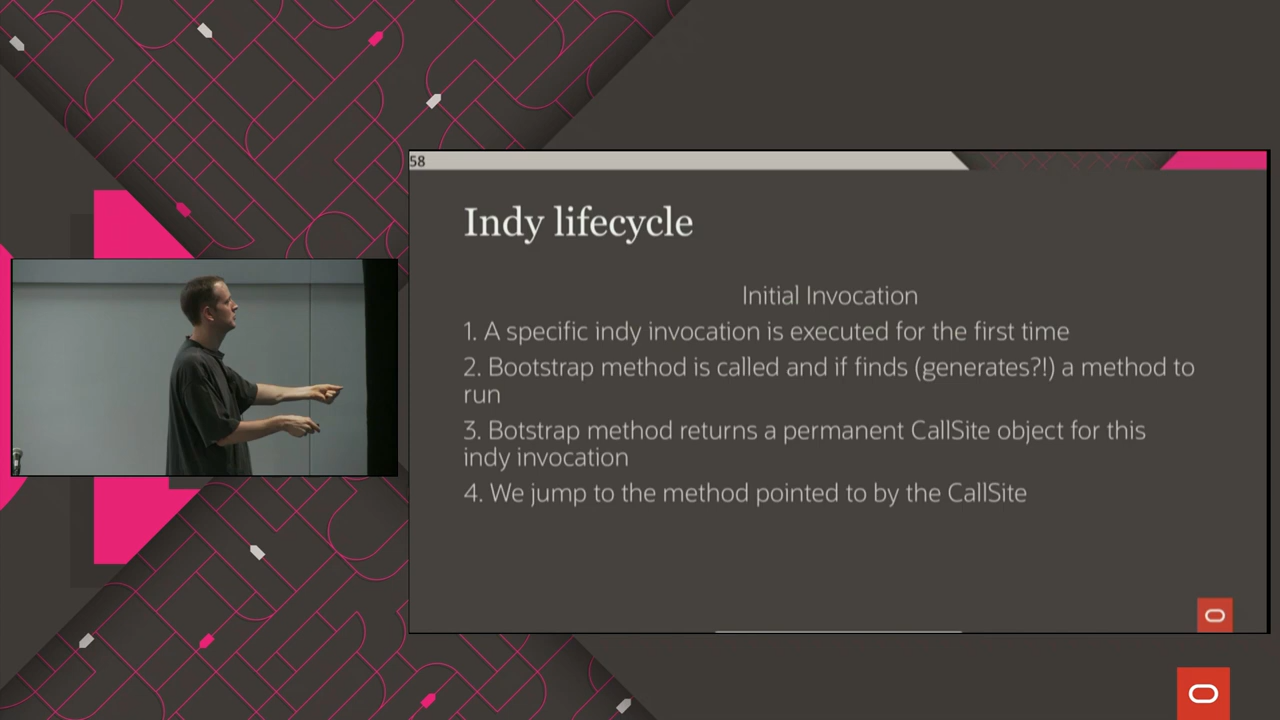 58
Indy lifecycle
Initial Invocation
1. A specific indy invocation is executed for the first time
2. Bootstrap method is called and if finds (generates?!) a method to
run
3. Botstrap method returns a permanent CallSite object for this
indy invocation
4. We jump to the method pointed to by the CallSite